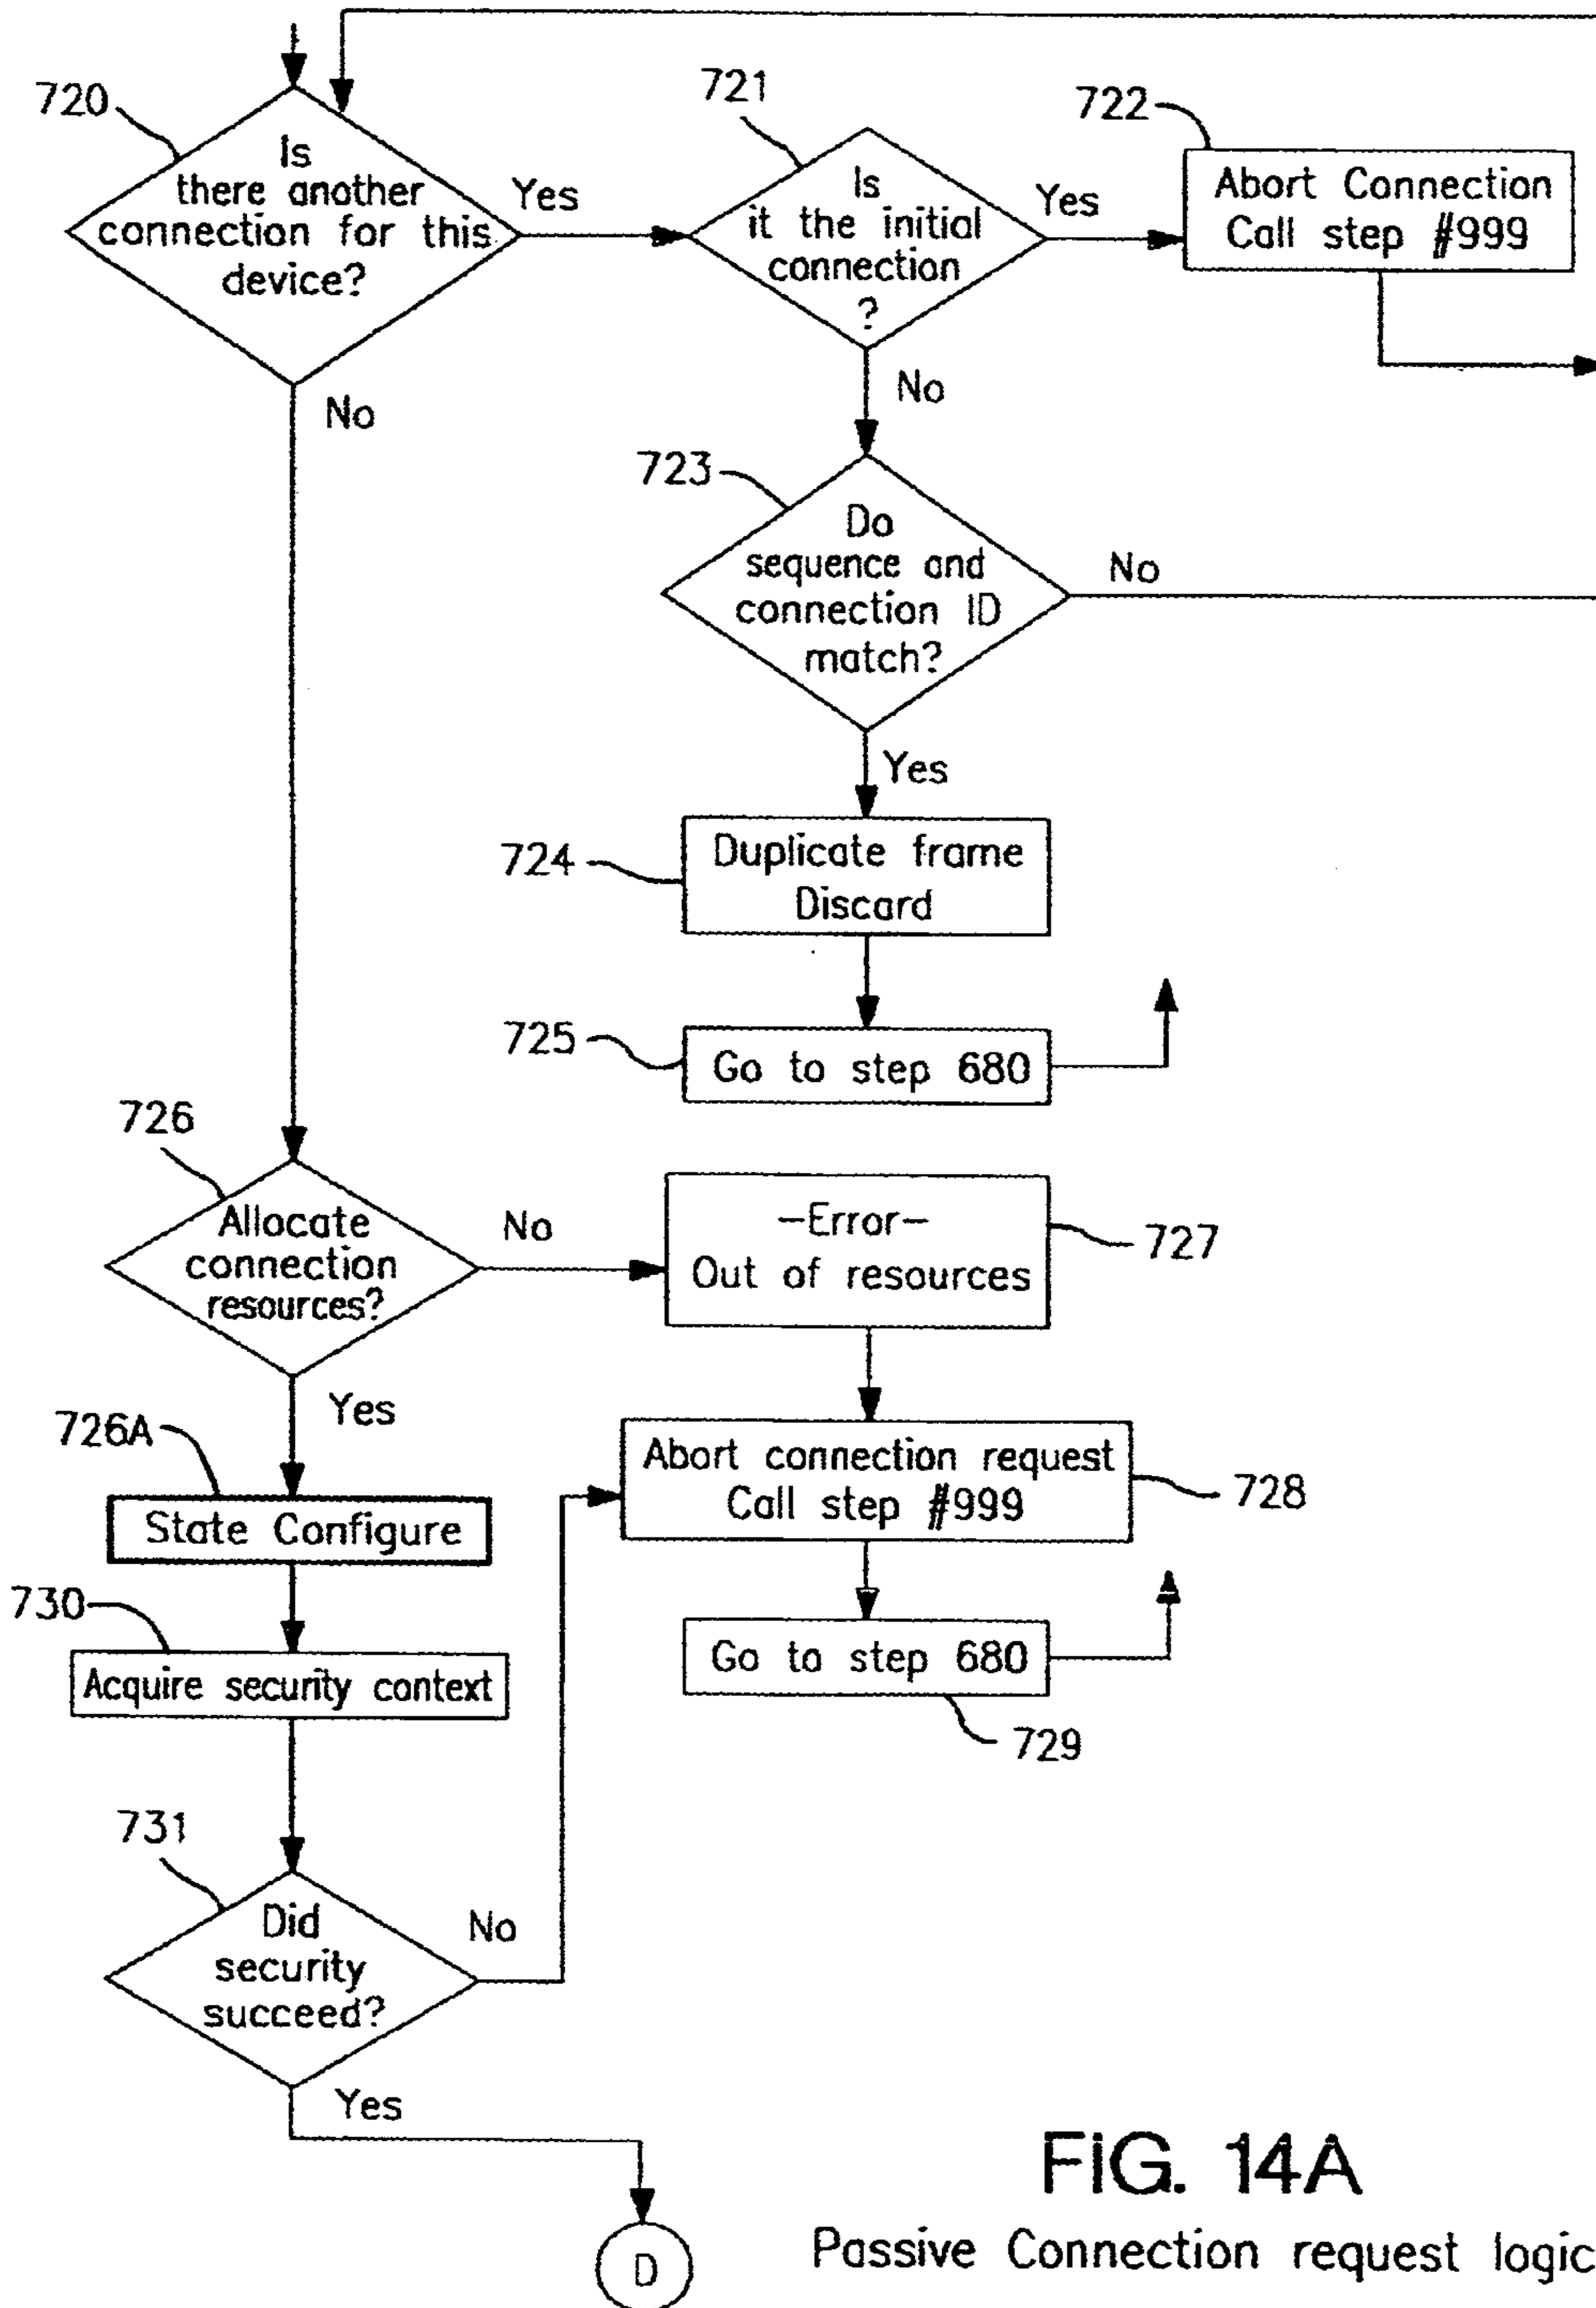 720
Is
there another
connection for this
device?
Yes
721
Is
it the initial
connection
?
Yes
722
Abort Connection
Call step #999
No
No
723
Do
sequence and
connection ID
match?
No
Yes
724
Duplicate frame
Discard
725
Go to step 680
726
Allocate
connection
resources?
No
-Error-
Out of resources
727
Yes
726A
State Configure
Abort connection request
Call step #999
728
730
Acquire security context
Go to step 680
729
731
Did
security
succeed?
No
Yes
D
FIG. 14A
Passive Connection request logic